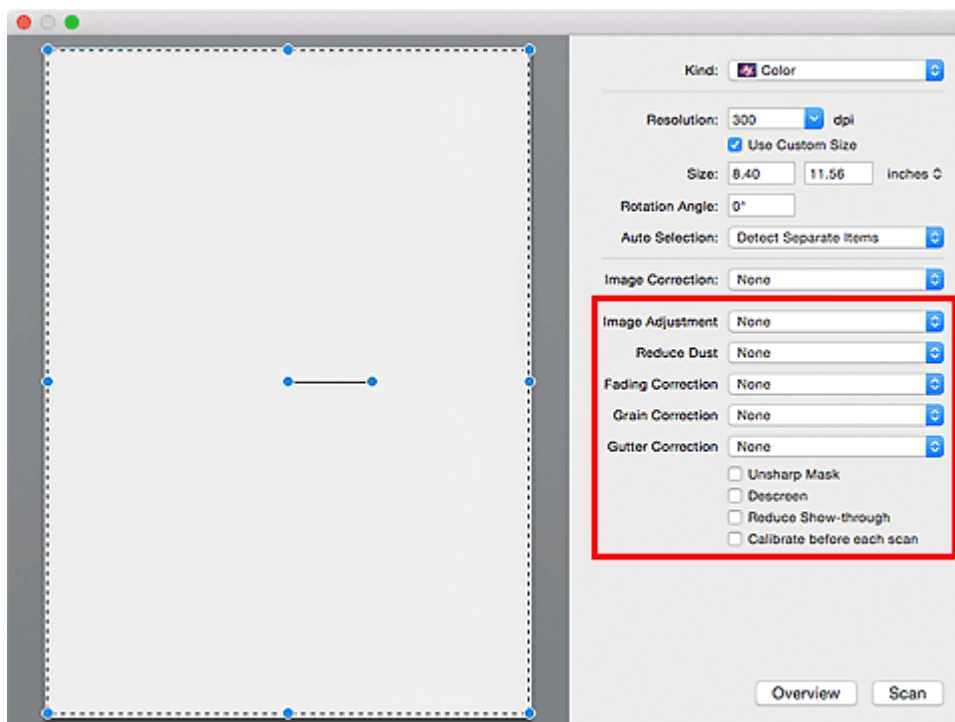 Kind: Color
Resolution: 300 dpi
Use Custom Size
Size: 8.40 11.56 inches
Rotation Angle: 0°
Auto Selection: Detect Separate Items
Image Correction: None
Image Adjustment None
Reduce Dust None
Fading Correction None
Grain Correction None
Gutter Correction None
Unsharp Mask
Descreen
Reduce Show-through
Calibrate before each scan
Overview Scan